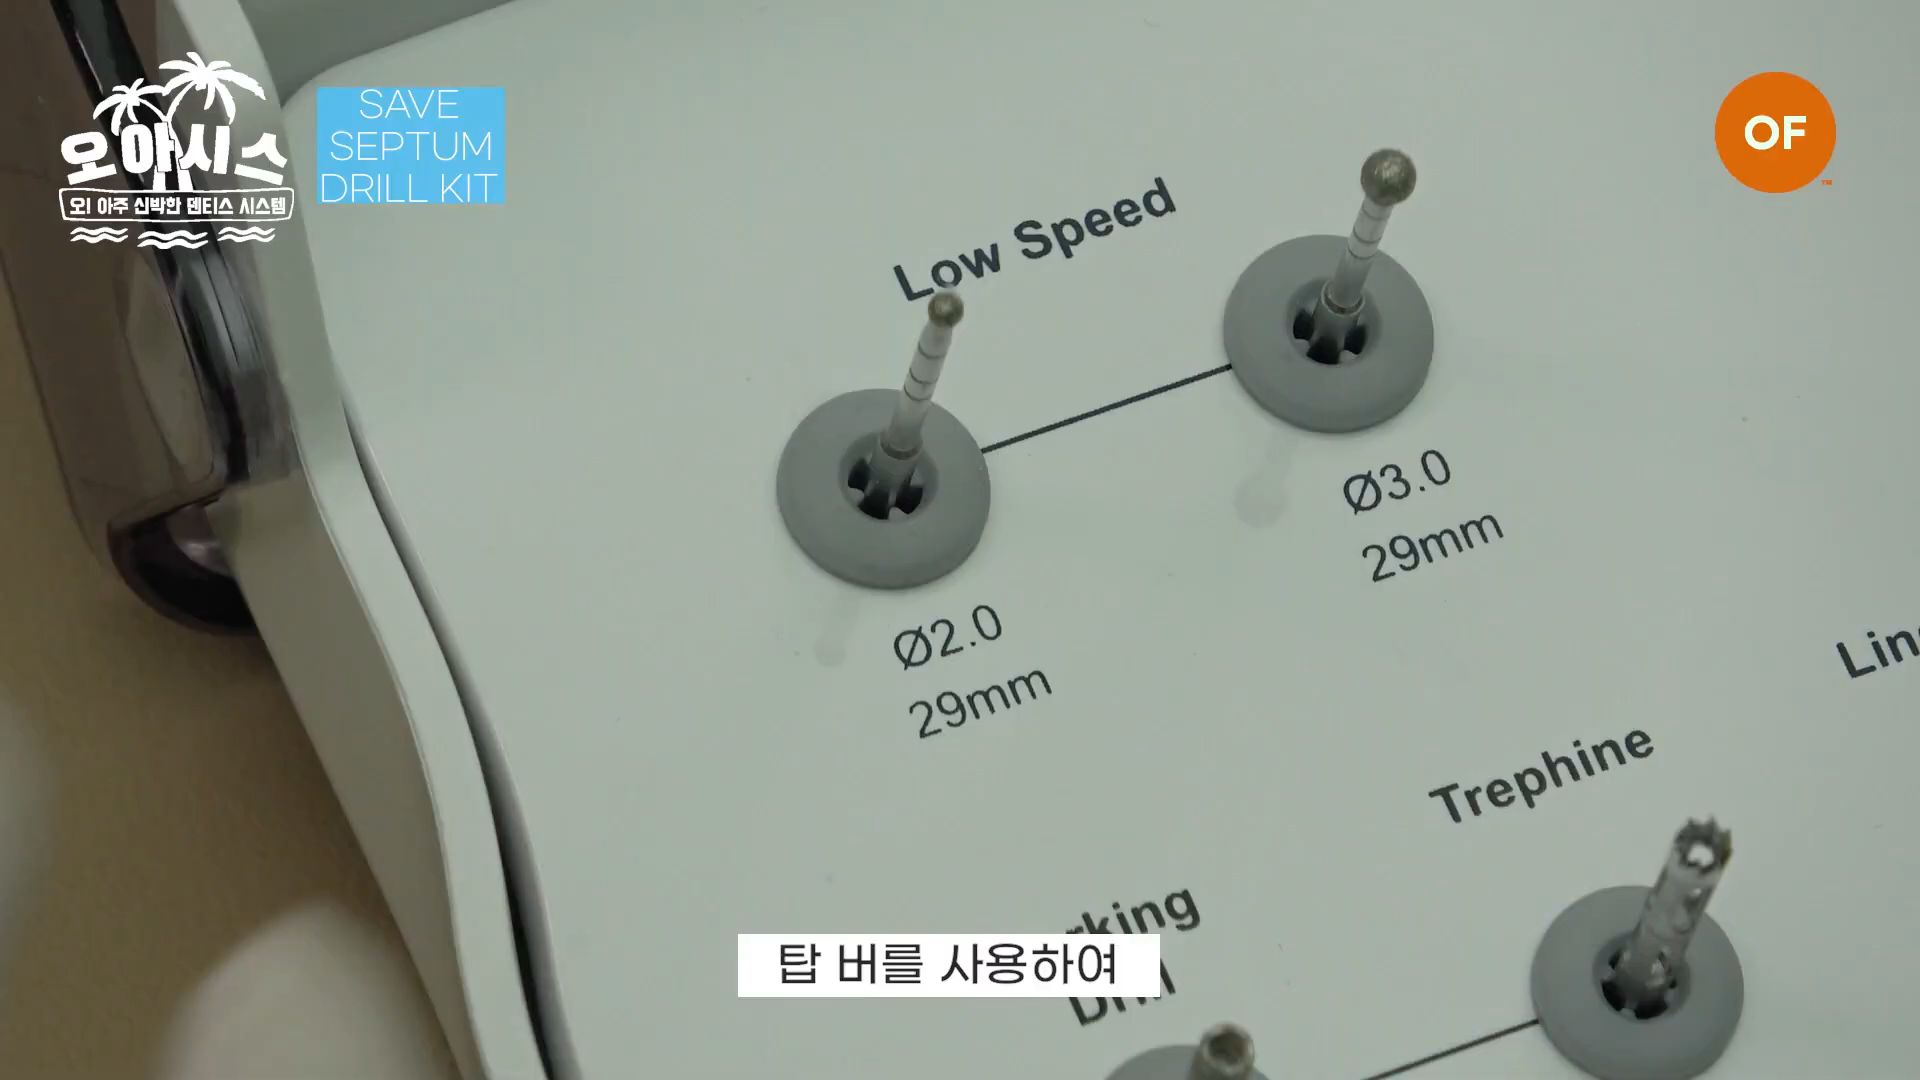 오아시스
오! 아주 신박한 덴티스 시스템
SAVE
SEPTUM
DRILL KIT
OF
Low Speed
Ø3.0
29mm
Ø2.0
29mm
Trephine
탑 버를 사용하여